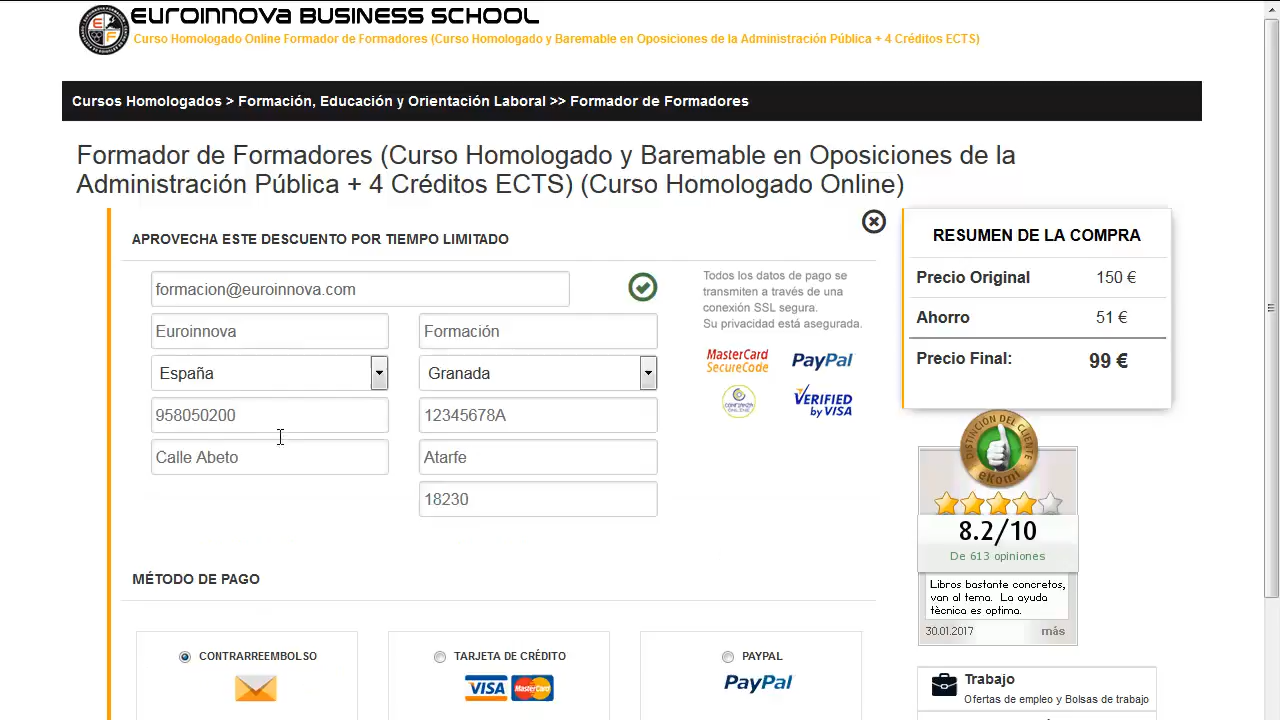 EUROINNOVA BUSINESS SCHOOL
Curso Homologado Online Formador de Formadores (Curso Homologado y Baremable en Oposiciones de la Administración Pública + 4 Créditos ECTS)
Cursos Homologados > Formación, Educación y Orientación Laboral >> Formador de Formadores
Formador de Formadores (Curso Homologado y Baremable en Oposiciones de la
Administración Pública + 4 Créditos ECTS) (Curso Homologado Online)
APROVECHA ESTE DESCUENTO POR TIEMPO LIMITADO
formacion@euroinnova.com
Euroinnova
Formación
España
Granada
958050200
12345678A
Calle Abeto
Atarfe
18230
Todos los datos de pago se
transmiten a través de una
conexión SSL segura.
Su privacidad está asegurada.
MasterCard
SecureCode
PayPal
CONFIANZA
ONLINE
VERIFIED
by VISA
RESUMEN DE LA COMPRA
Precio Original 150 €
Ahorro 51 €
Precio Final: 99 €
DISTINCIÓN DEL CLIENTE
eKomi
8.2/10
De 613 opiniones
Libros bastante concretos,
van al tema. La ayuda
tècnica es optima.
30.01.2017 más
Trabajo
Ofertas de empleo y Bolsas de trabajo
MÉTODO DE PAGO
CONTRARREEMBOLSO
TARJETA DE CRÉDITO
VISA MasterCard
PAYPAL
PayPal